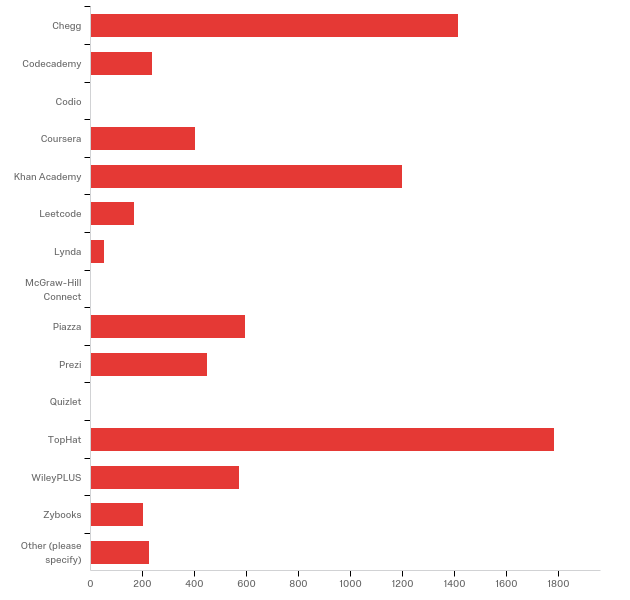 Chegg
Codecademy
Codio
Coursera
Khan Academy
Leetcode
Lynda
McGraw-Hill
Connect
Piazza
Prezi
Quizlet
TopHat
WileyPLUS
Zybooks
Other (please
specify)
0 200 400 600 800 1000 1200 1400 1600 1800